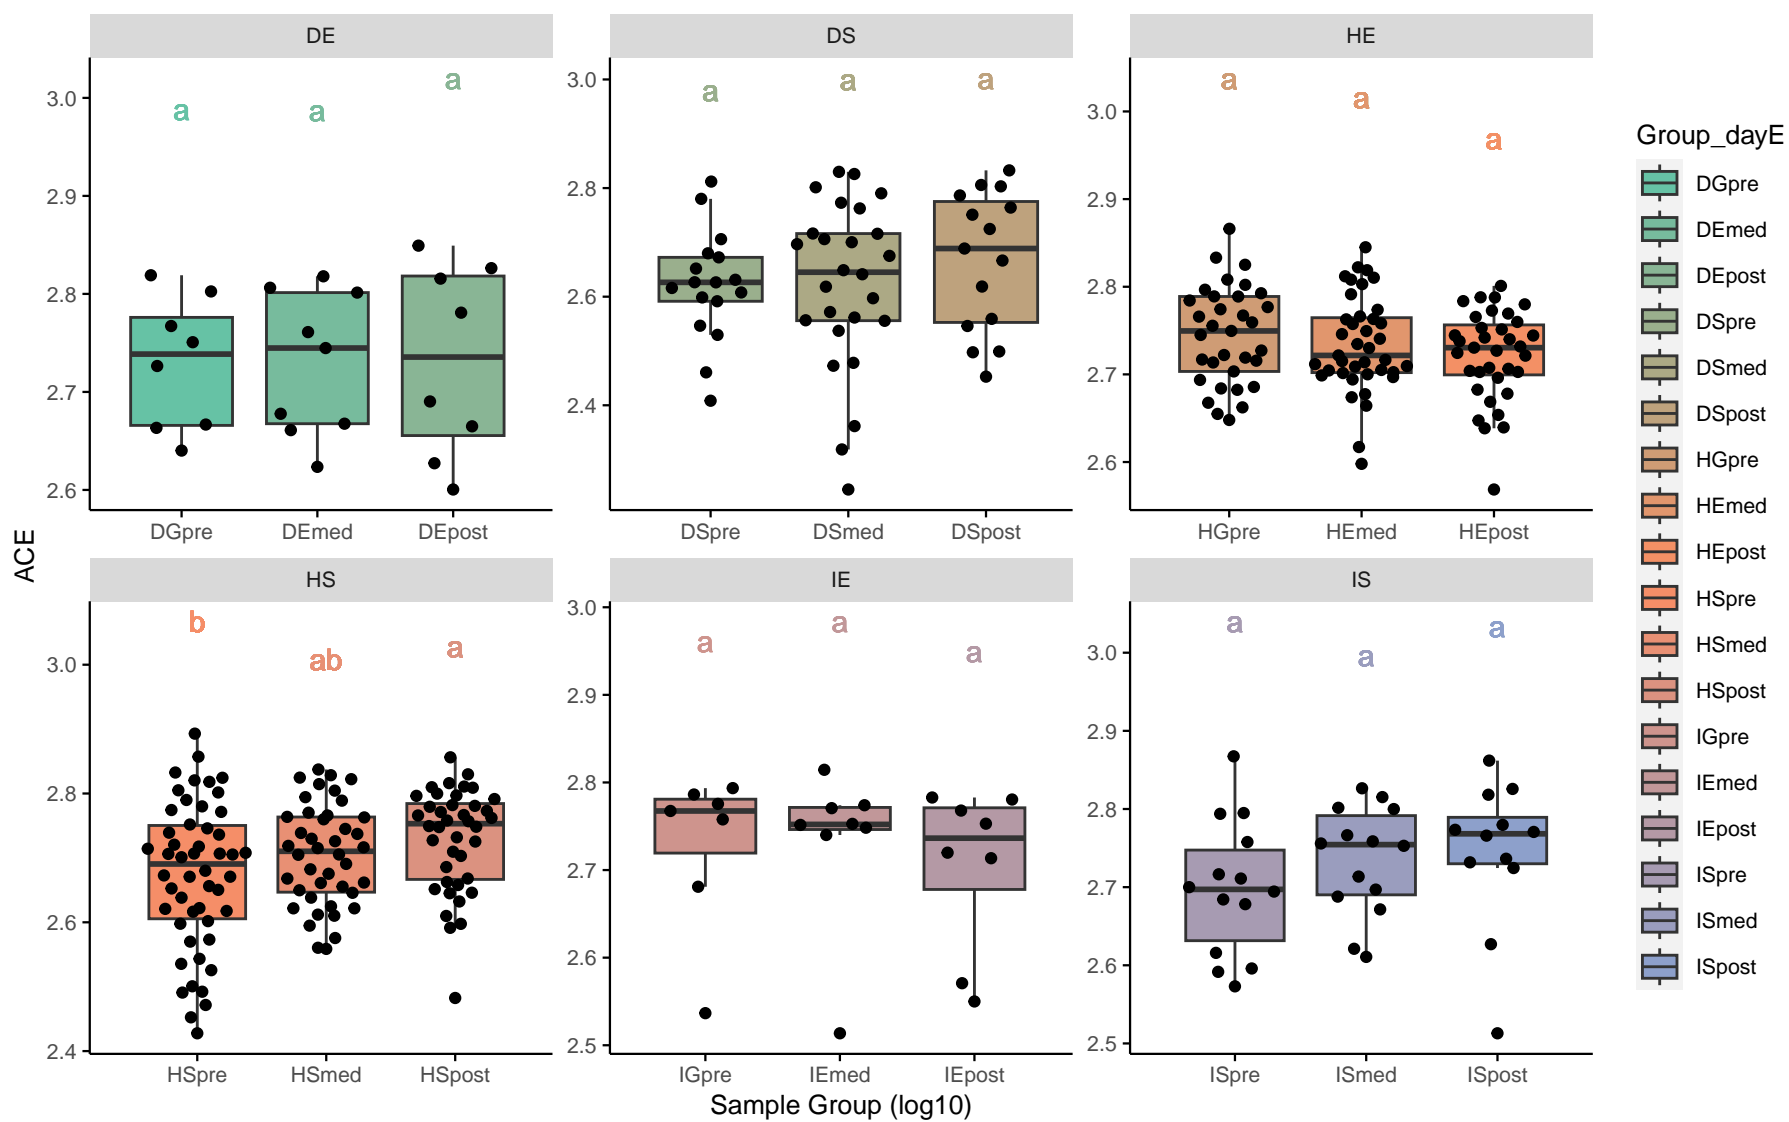 DE
DS
HE
a
a
a
a
a
a
a
a
a
3.0
2.9
2.8
2.7
2.6
3.0
2.8
2.6
2.4
3.0
2.9
2.8
2.7
2.6
DGpre
DEmed
DEpost
DSpre
DSmed
DSpost
HGpre
HEmed
HEpost
ACE
HS
IE
IS
b
ab
a
a
a
a
a
a
a
3.0
2.8
2.6
2.4
3.0
2.9
2.8
2.7
2.6
2.5
3.0
2.9
2.8
2.7
2.6
2.5
HSpre
HSmed
HSpost
IGpre
IEmed
IEpost
ISpre
ISmed
ISpost
Sample Group (log10)
Group_dayE
DGpre
DEmed
DEpost
DSpre
DSmed
DSpost
HGpre
HEmed
HEpost
HSpre
HSmed
HSpost
IGpre
IEmed
IEpost
ISpre
ISmed
ISpost